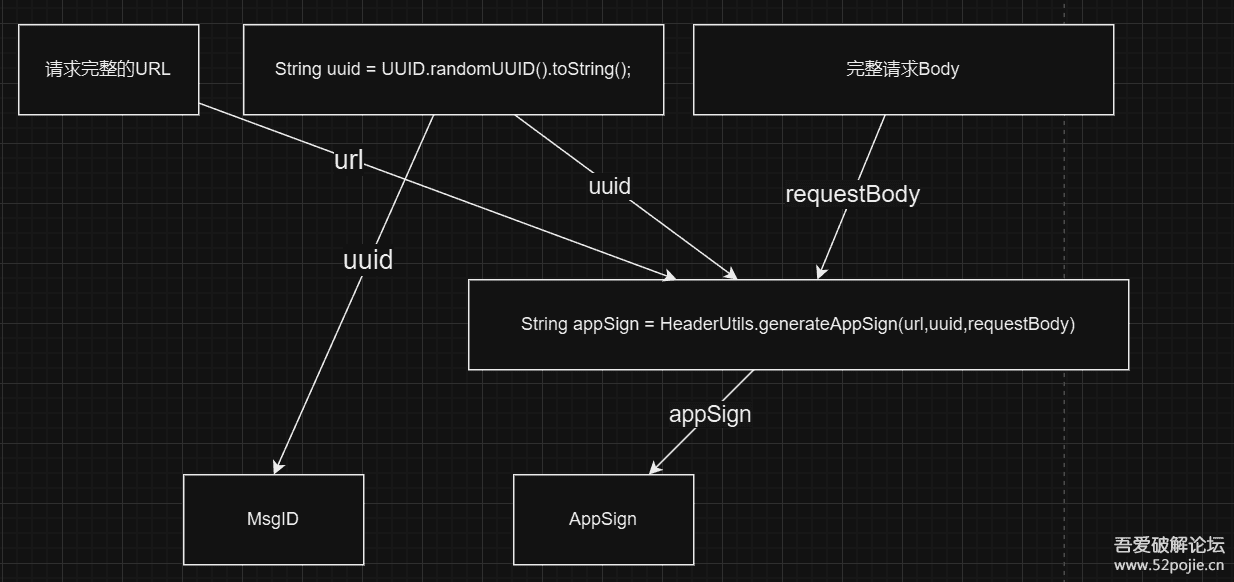 请求完整的URL
String uuid = UUID.randomUUID().toString();
完整请求Body
url
uuid
requestBody
uuid
String appSign = HeaderUtils.generateAppSign(url,uuid,requestBody)
appSign
MsgID
AppSign
吾爱破解论坛
www.52pojie.cn